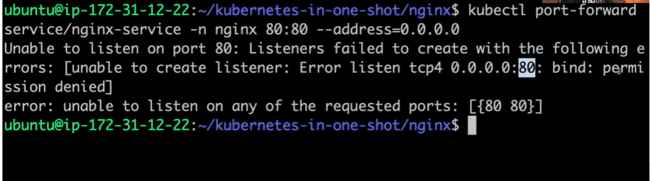 ubuntu@ip-172-31-12-22:~/kubernetes-in-one-shot/nginx$ kubectl port-forward
service/nginx-service -n nginx 80:80 --address=0.0.0.0
Unable to listen on port 80: Listeners failed to create with the following e
rrors: [unable to create listener: Error listen tcp4 0.0.0.0:80: bind: permi
ssion denied]
error: unable to listen on any of the requested ports: [{80 80}]
ubuntu@ip-172-31-12-22:~/kubernetes-in-one-shot/nginx$